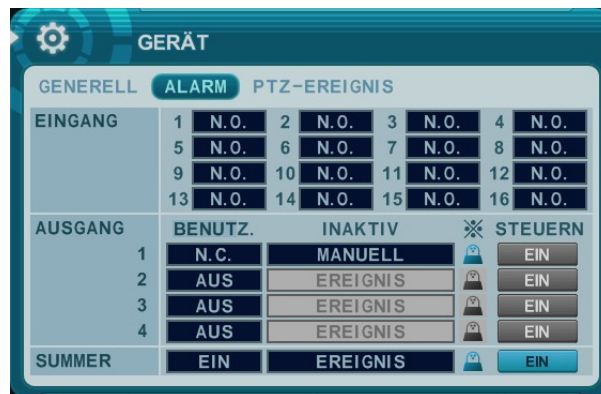 GERÄT
GENERELL ALARM PTZ-EREIGNIS
EINGANG 1 N.O. 2 N.O. 3 N.O. 4 N.O.
5 N.O. 6 N.O. 7 N.O. 8 N.O.
9 N.O. 10 N.O. 11 N.O. 12 N.O.
13 N.O. 14 N.O. 15 N.O. 16 N.O.
AUSGANG BENUTZ. INAKTIV ※ STEUERN
1 N.C. MANUELL EIN
2 AUS EREIGNIS EIN
3 AUS EREIGNIS EIN
4 AUS EREIGNIS EIN
SUMMER EIN EREIGNIS EIN